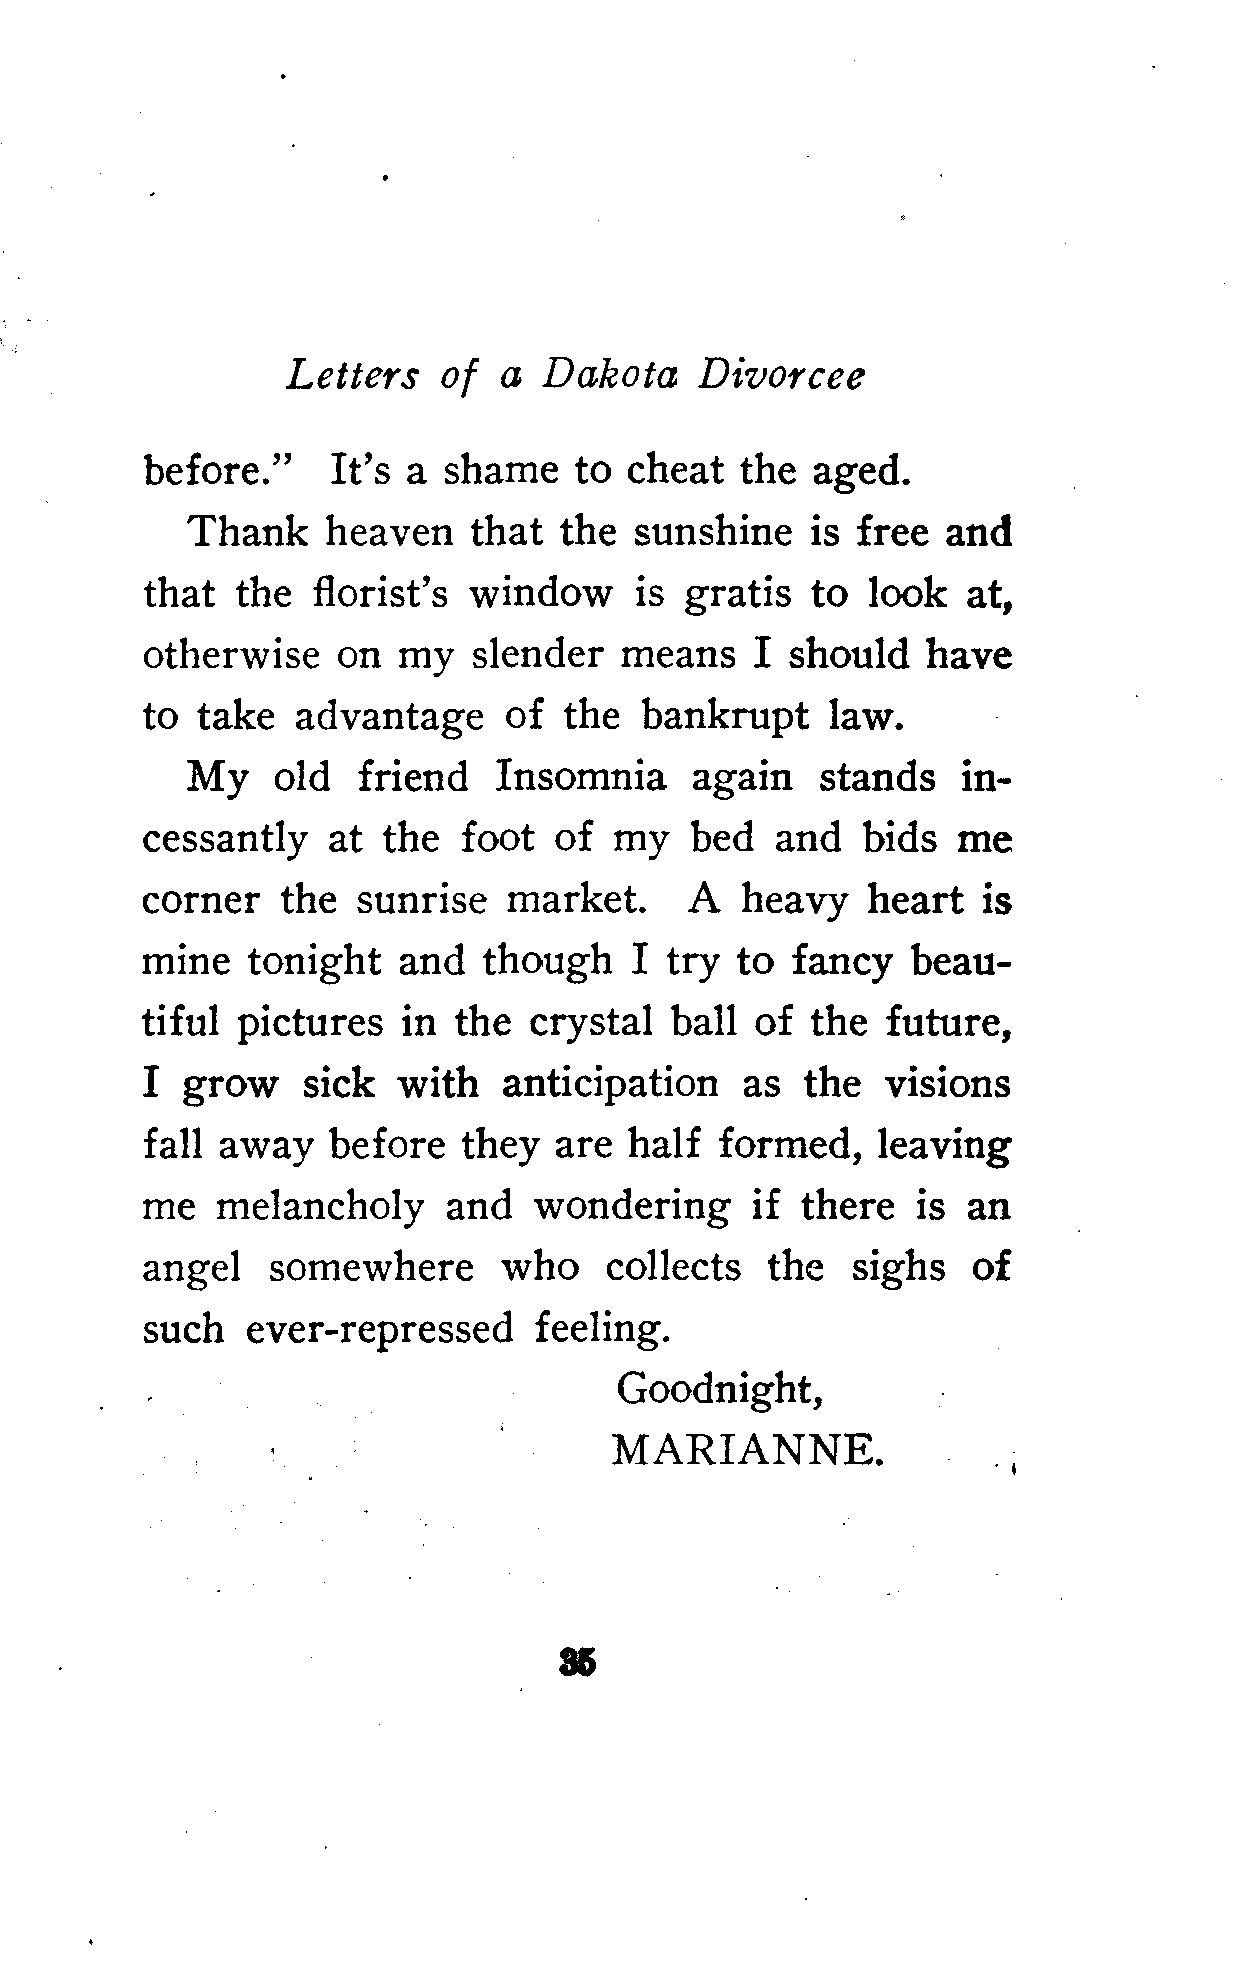 Letters of a Dakota Divorcee
before.” It’s a shame to cheat the aged.
Thank heaven that the sunshine is free and
that the florist’s window is gratis to look at,
otherwise on my slender means I should have
to take advantage of the bankrupt law.
My old friend Insomnia again stands in-
cessantly at the foot of my bed and bids me
corner the sunrise market. A heavy heart is
mine tonight and though I try to fancy beau-
tiful pictures in the crystal ball of the future,
I grow sick with anticipation as the visions
fall away before they are half formed, leaving
me melancholy and wondering if there is an
angel somewhere who collects the sighs of
such ever-repressed feeling.
Goodnight,
MARIANNE.
35